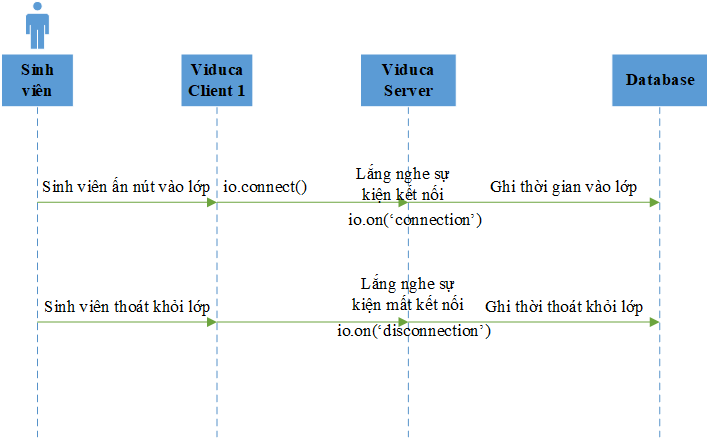 Sinh
viên
Viduca
Client 1
Viduca
Server
Database
Sinh viên ấn nút vào lớp
io.connect()
Lắng nghe sự
kiện kết nối
io.on(‘connection’)
Ghi thời gian vào lớp
Sinh viên thoát khỏi lớp
Lắng nghe sự
kiện mất kết nối
io.on(‘disconnection’)
Ghi thời thoát khỏi lớp